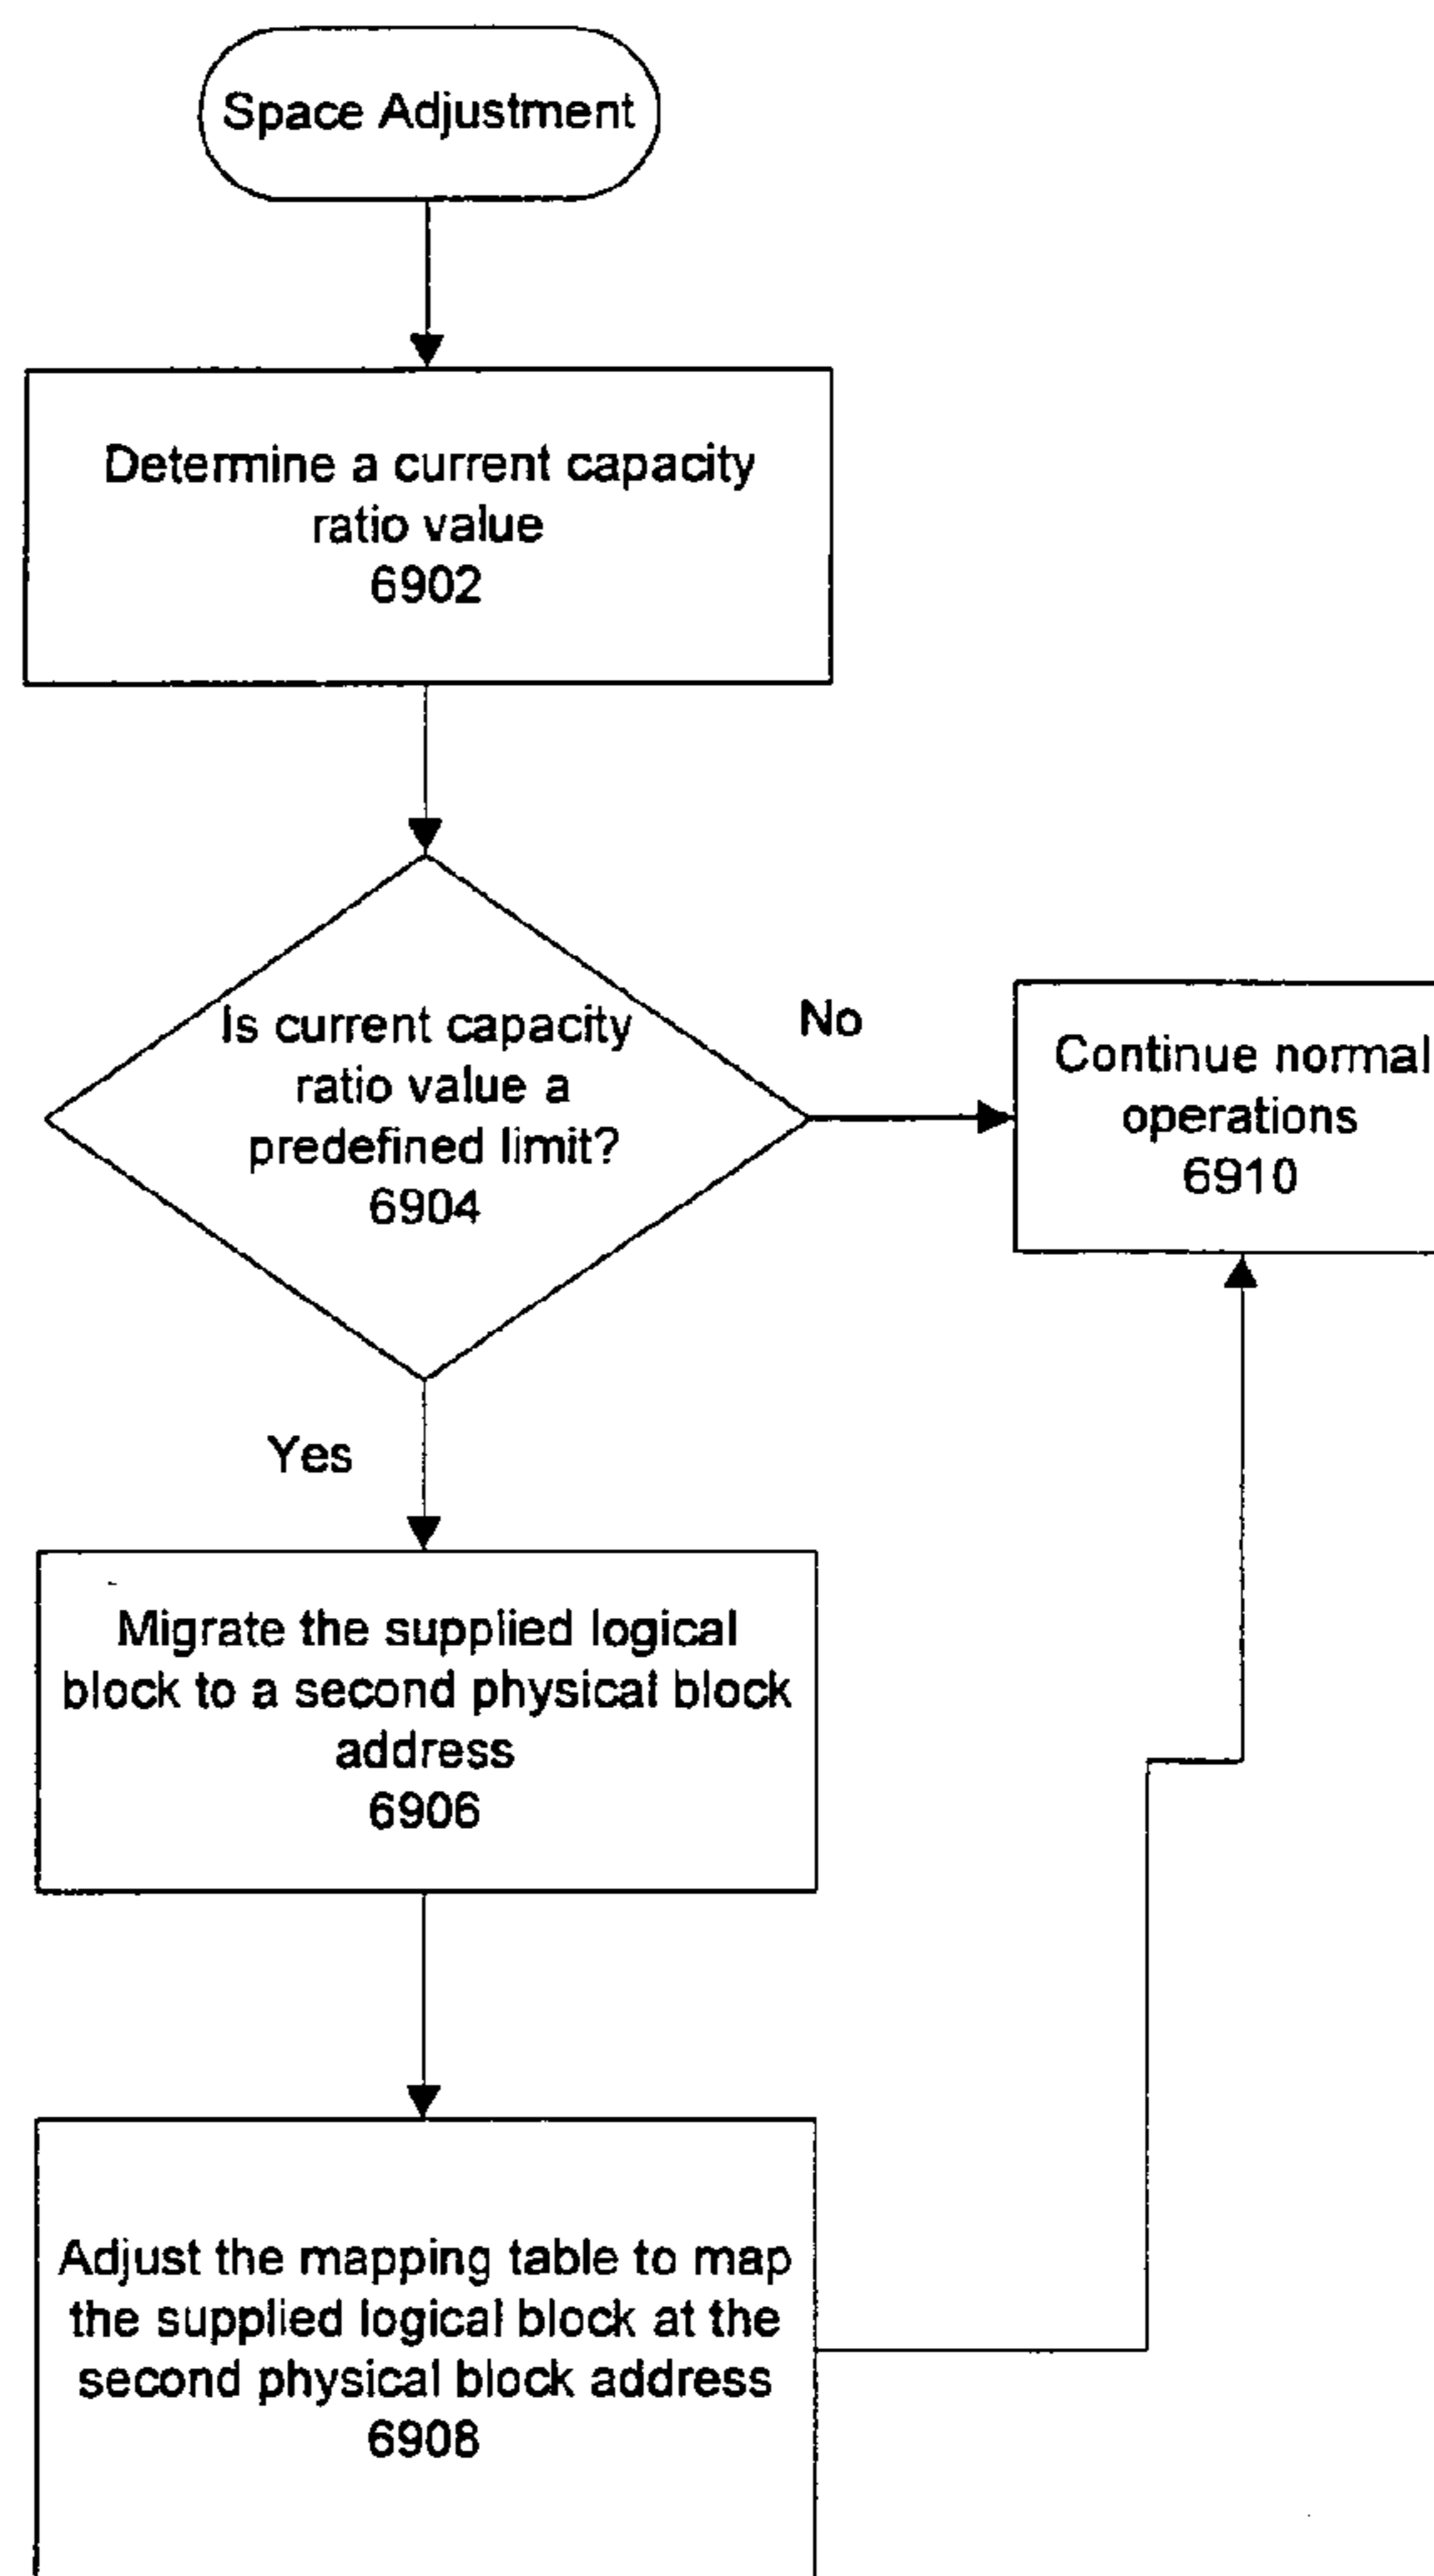 Space Adjustment
Determine a current capacity
ratio value
6902
Is current capacity
ratio value a
predefined limit?
6904
No
Continue normal
operations
6910
Yes
Migrate the supplied logical
block to a second physical block
address
6906
Adjust the mapping table to map
the supplied logical block at the
second physical block address
6908